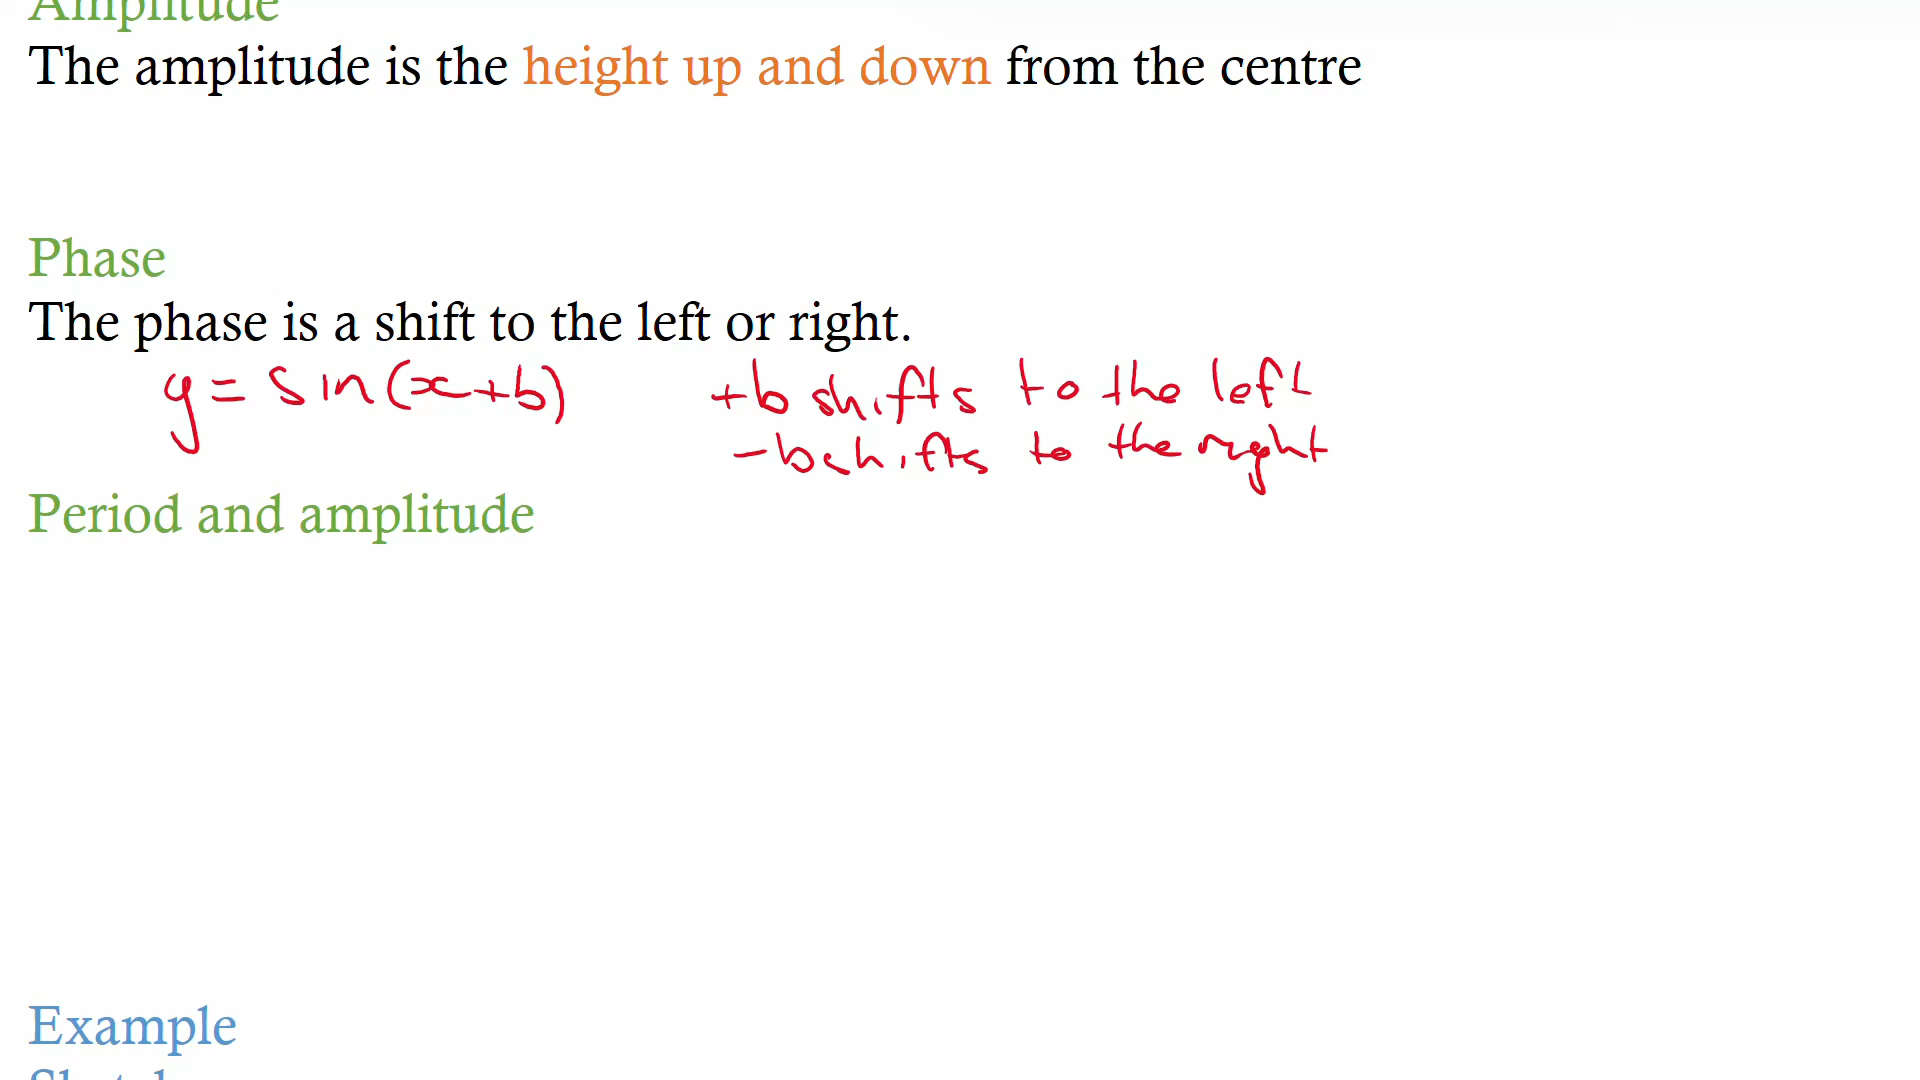 Amplitude
The amplitude is the height up and down from the centre
Phase
The phase is a shift to the left or right.
y = sin(x+b) +b shifts to the left
-b shifts to the right
Period and amplitude
Example
Sketch